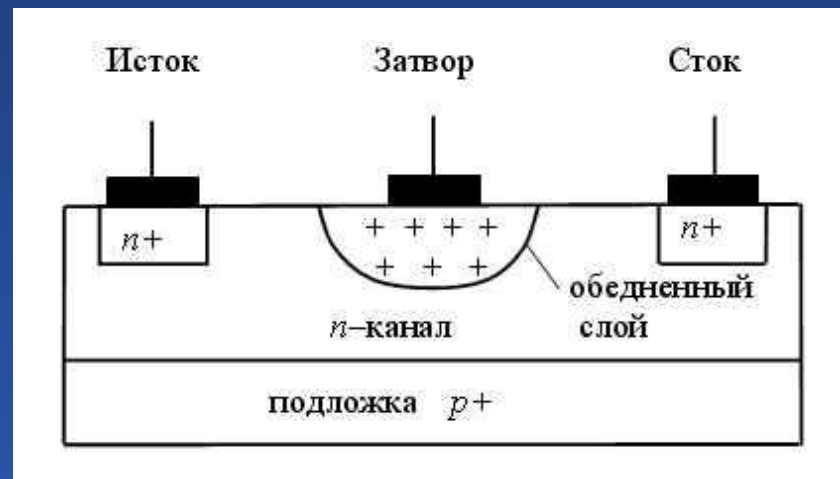 Исток Затвор Сток
n+ + + + + n+
+ + +
обедненный
n–канал слой
подложка p+